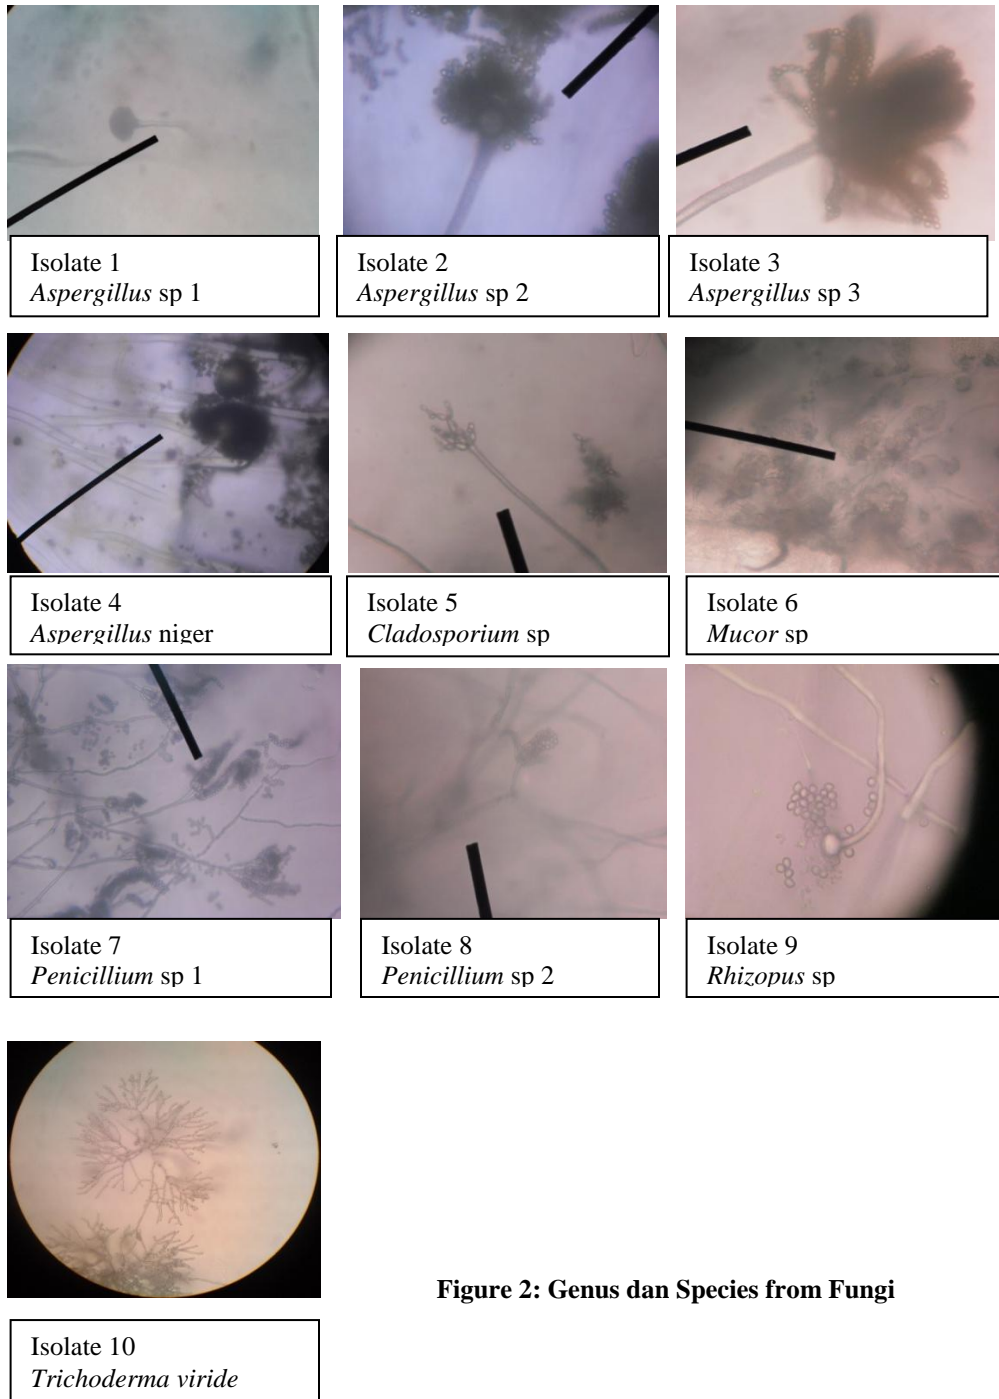 Isolate 1
Aspergillus sp 1
Isolate 2
Aspergillus sp 2
Isolate 3
Aspergillus sp 3
Isolate 4
Aspergillus niger
Isolate 5
Cladosporium sp
Isolate 6
Mucor sp
Isolate 7
Penicillium sp 1
Isolate 8
Penicillium sp 2
Isolate 9
Rhizopus sp
Isolate 10
Trichoderma viride
Figure 2: Genus dan Species from Fungi